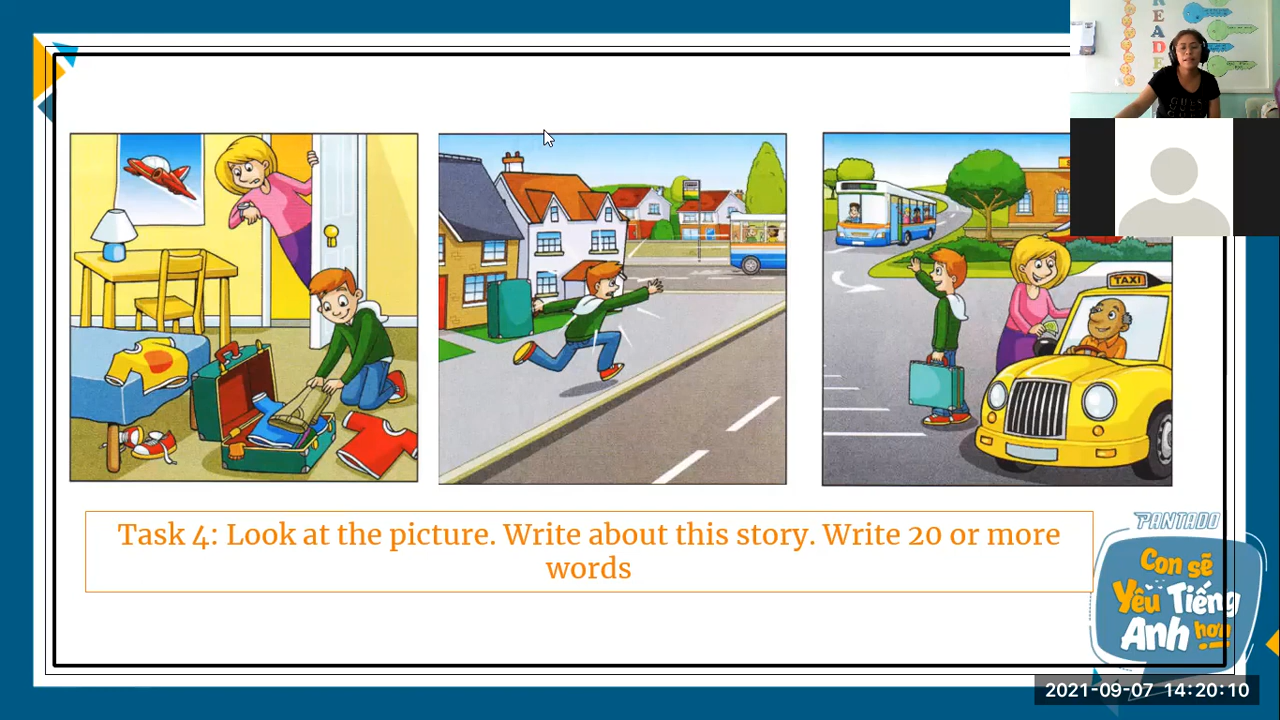 READE
TAXI
Task 4: Look at the picture. Write about this story. Write 20 or more
words
PANTADO
Con sẽ
Yêu Tiếng
Anh hơn
2021-09-07 14:20:10